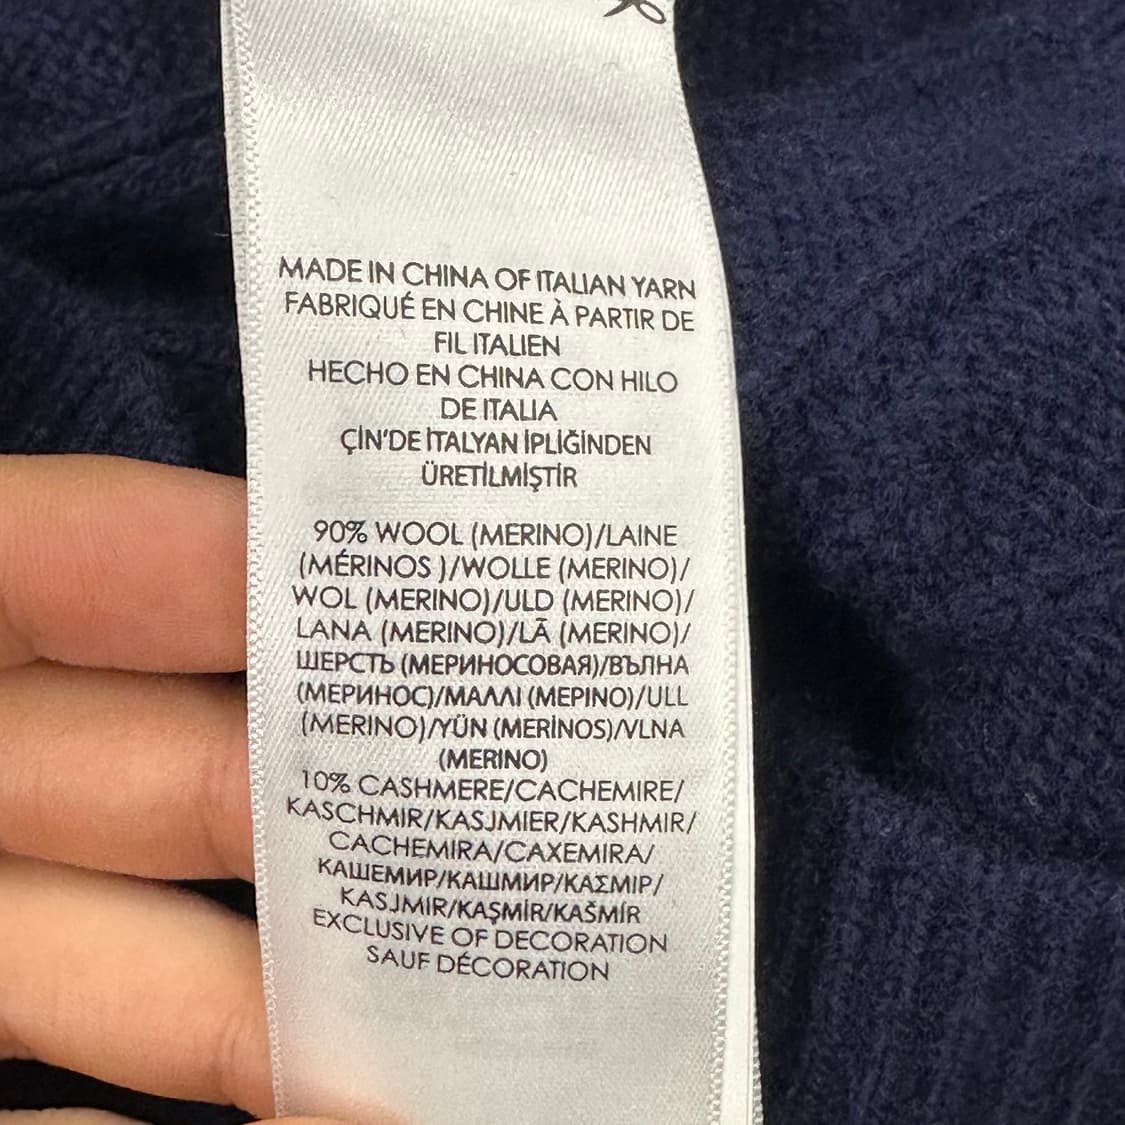 MADE IN CHINA OF ITALIAN YARN
FABRIQUÉ EN CHINE À PARTIR DE
FIL ITALIEN
HECHO EN CHINA CON HILO
DE ITALIA
ÇİN'DE İTALYAN İPLİĞİNDEN
ÜRETİLMİŞTİR
90% WOOL (MERINO)/LAINE
(MÉRINOS )/WOLLE (MERINO)/
WOL (MERINO)/ULD (MERINO)/
LANA (MERINO)/LÃ (MERINO)/
ШЕРСТЬ (МЕРИНОСОВАЯ)/ВЪЛНА
(МЕРИНОС)/ΜΑΛΛΙ (ΜΕΡΙΝΟ)/ULL
(MERINO)/YÜN (MERİNOS)/VLNA
(MERINO)
10% CASHMERE/CACHEMIRE/
KASCHMIR/KASJMIER/KASHMIR/
CACHEMIRA/CAXEMIRA/
КАШЕМИР/КАШМИР/ΚΑΣΜΙΡ/
KASJMIR/KAŞMİR/KAŠMÍR
EXCLUSIVE OF DECORATION
SAUF DÉCORATION